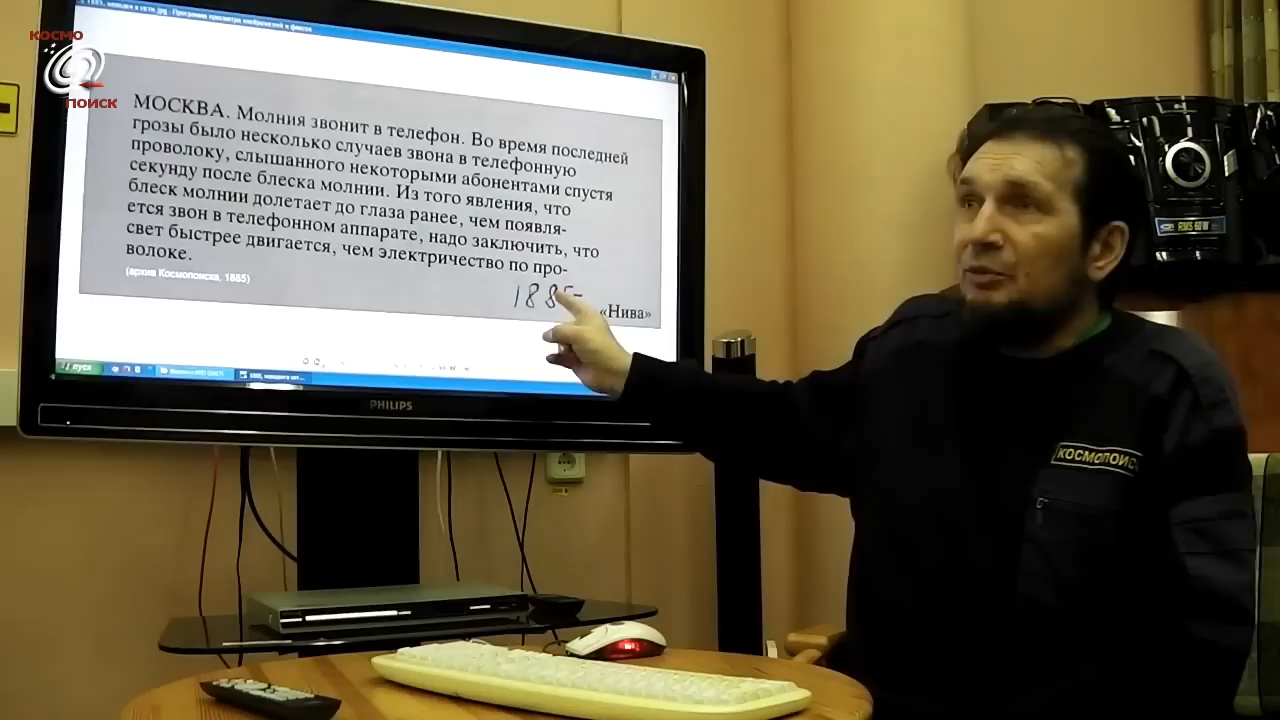 КОСМО
ПОИСК
МОСКВА. Молния звонит в телефон. Во время последней
грозы было несколько случаев звона в телефонную
проволоку, слышанного некоторыми абонентами спустя
секунду после блеска молнии. Из того явления, что
блеск молнии долетает до глаза ранее, чем появля-
ется звон в телефонном аппарате, надо заключить, что
свет быстрее двигается, чем электричество по про-
волоке.
(архив Космопоиска, 1885)
1885
«Нива»
пуск
PHILIPS
КОСМОПОИСК
RMS 60 W